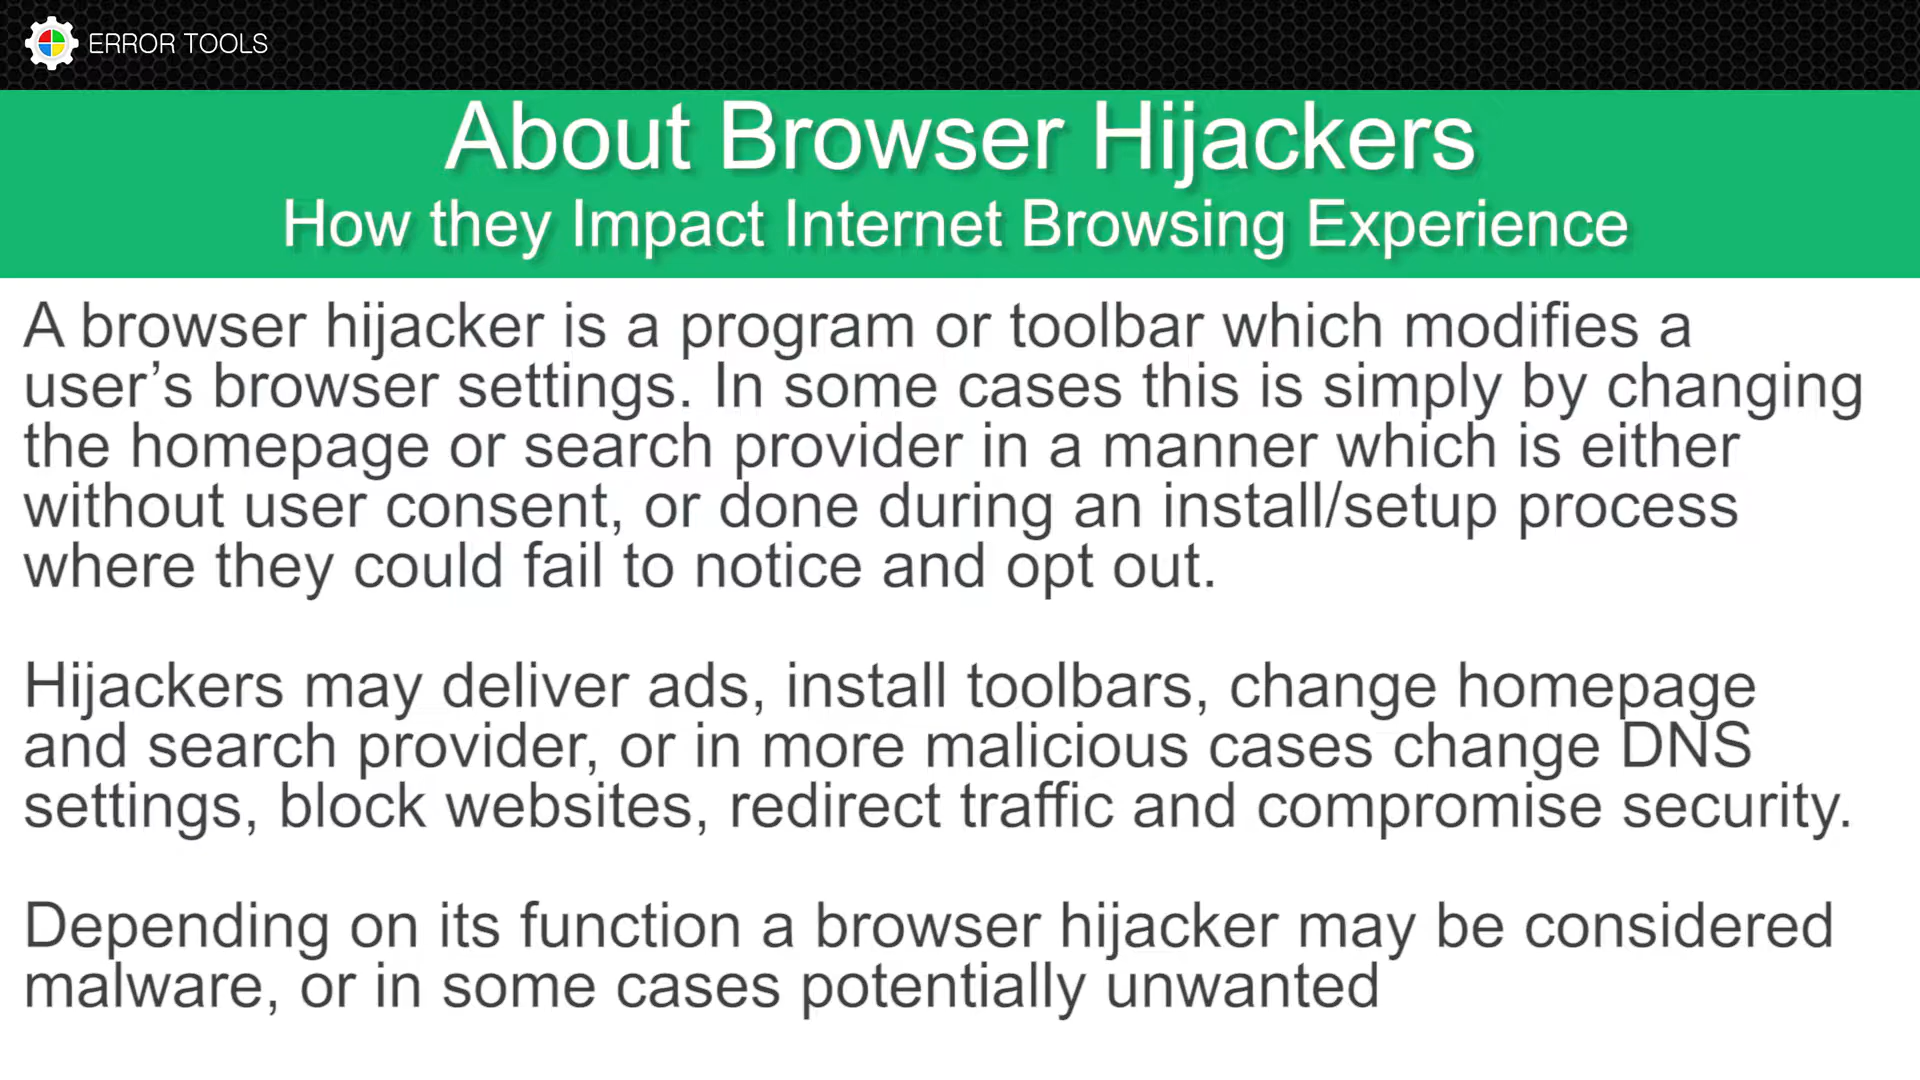 ERROR TOOLS
About Browser Hijackers
How they Impact Internet Browsing Experience
A browser hijacker is a program or toolbar which modifies a
user’s browser settings. In some cases this is simply by changing
the homepage or search provider in a manner which is either
without user consent, or done during an install/setup process
where they could fail to notice and opt out.
Hijackers may deliver ads, install toolbars, change homepage
and search provider, or in more malicious cases change DNS
settings, block websites, redirect traffic and compromise security.
Depending on its function a browser hijacker may be considered
malware, or in some cases potentially unwanted